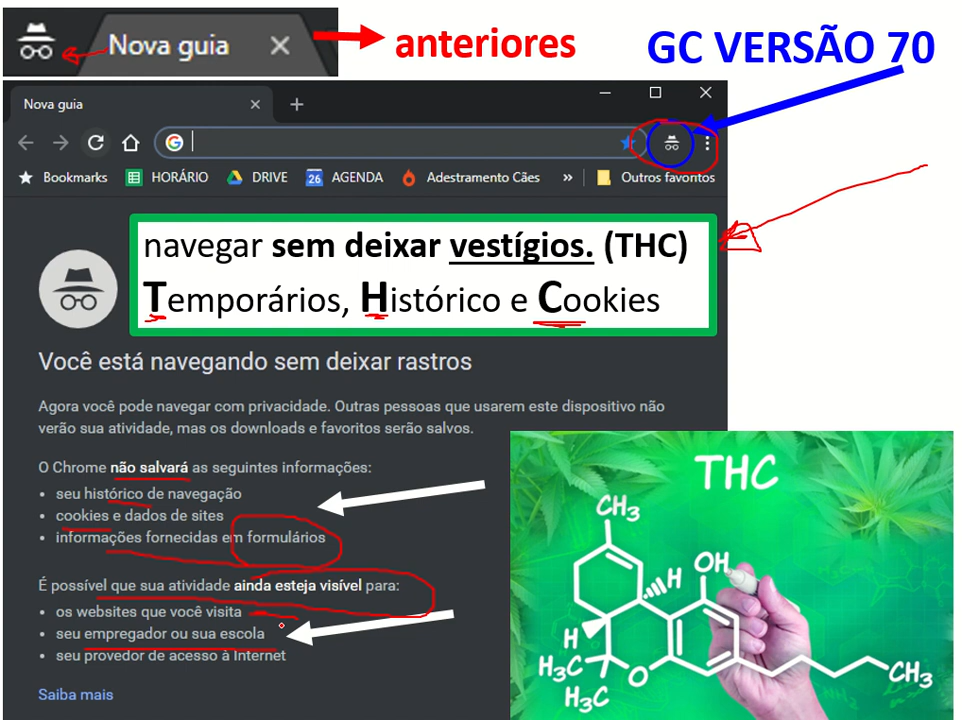 Nova guia
anteriores
GC VERSÃO 70
Nova guia
G
Bookmarks HORÁRIO DRIVE 26 AGENDA Adestramento Cães » Outros favoritos
navegar sem deixar vestígios. (THC)
Temporários, Histórico e Cookies
Você está navegando sem deixar rastros
Agora você pode navegar com privacidade. Outras pessoas que usarem este dispositivo não
verão sua atividade, mas os downloads e favoritos serão salvos.
O Chrome não salvará as seguintes informações:
• seu histórico de navegação
• cookies e dados de sites
• informações fornecidas em formulários
É possível que sua atividade ainda esteja visível para:
• os websites que você visita
• seu empregador ou sua escola
• seu provedor de acesso à Internet
Saiba mais
THC
CH₃
OH
H
H
H₃C
H₃C
O
CH₃